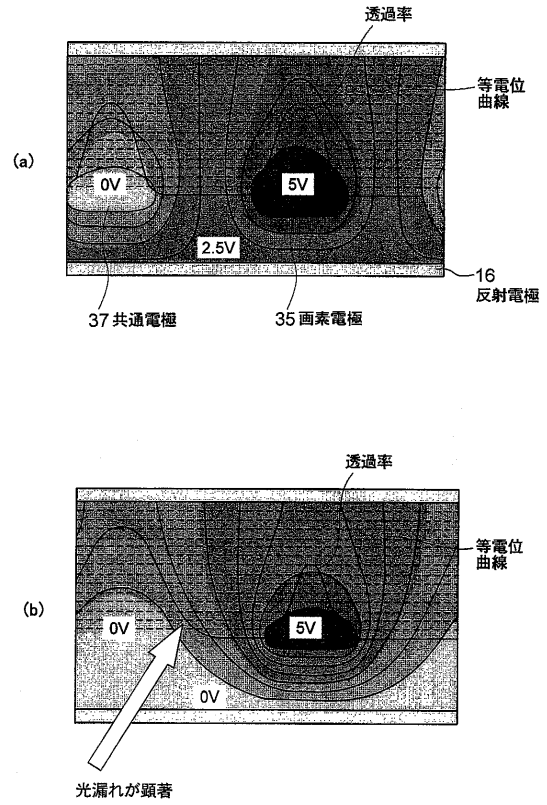 透過率
等電位
曲線
(a)
0V
5V
2.5V
16
反射電極
37 共通電極
35 画素電極
透過率
等電位
曲線
(b)
0V
5V
0V
光漏れが顕著